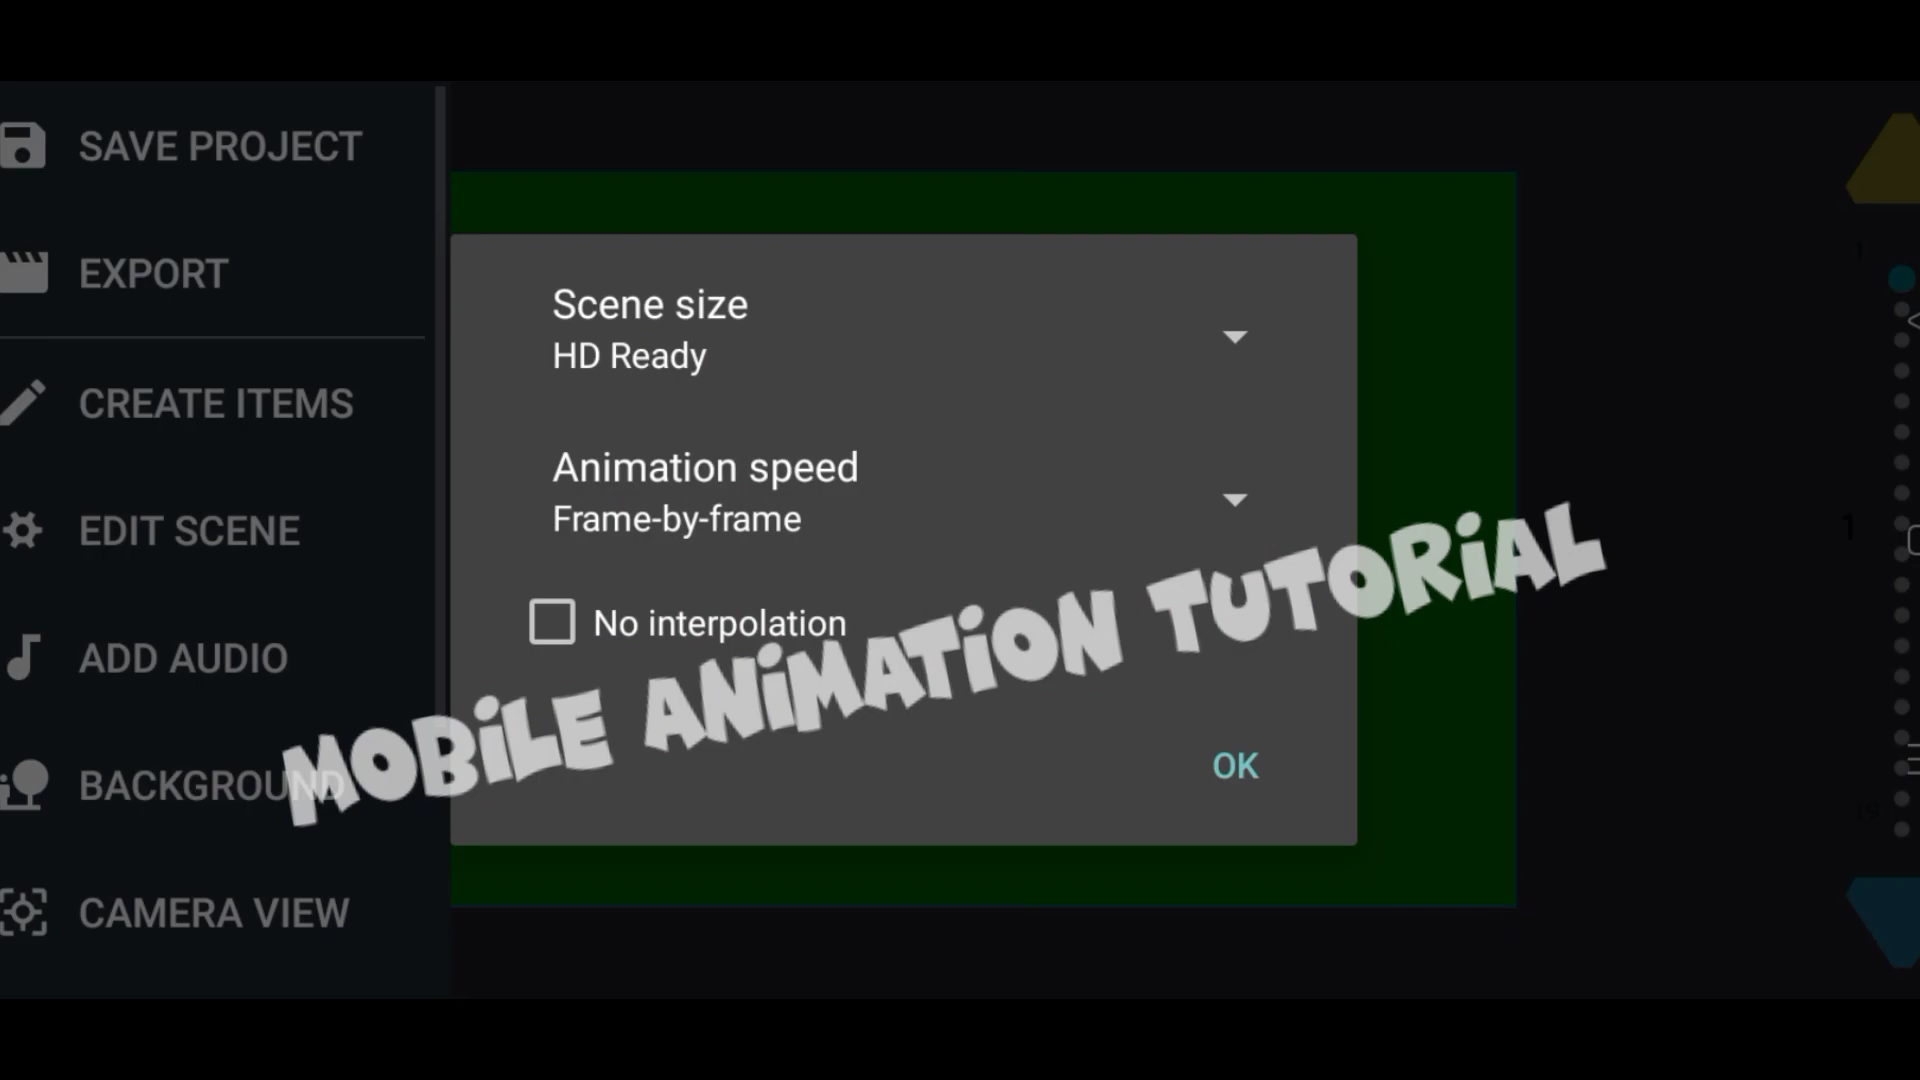 SAVE PROJECT
EXPORT
CREATE ITEMS
EDIT SCENE
ADD AUDIO
BACKGROUND
CAMERA VIEW
Scene size
HD Ready
Animation speed
Frame-by-frame
No interpolation
OK
MOBiLE ANiMATiON TUTORiAL
1